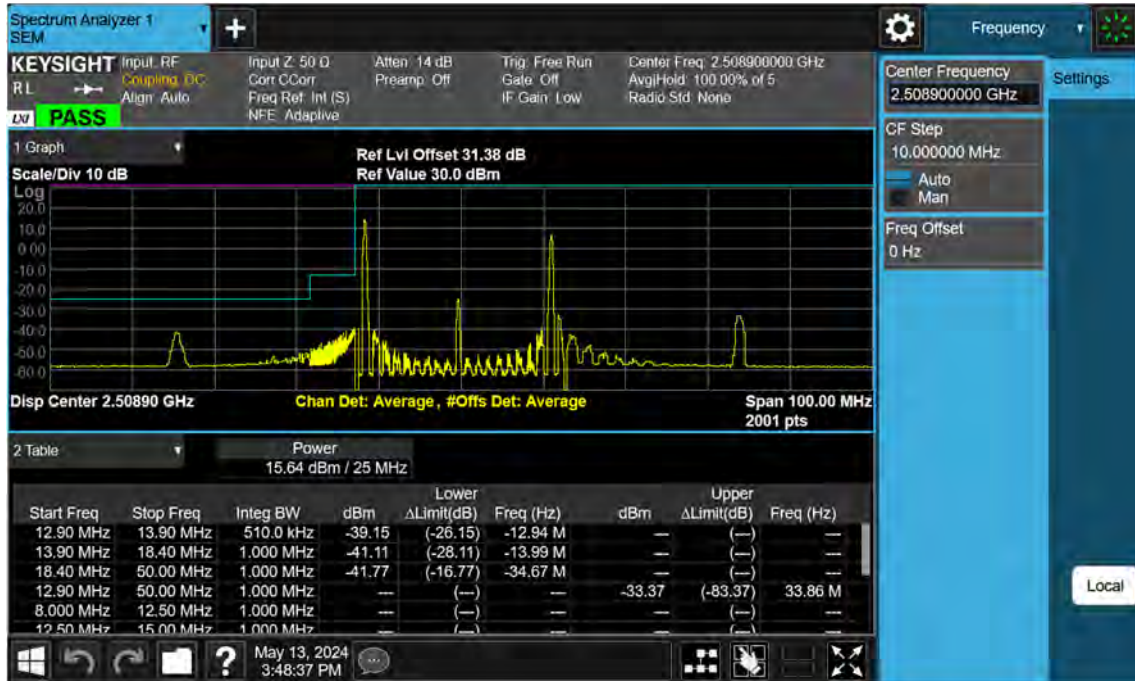 Spectrum Analyzer 1
SEM
Frequency
KEYSIGHT
Input: RF
Coupling: DC
Align: Auto
Input Z: 50 Ω
Corr CCorr
Freq Ref: Int (S)
NFE: Adaptive
Atten: 14 dB
Preamp: Off
Trig: Free Run
Gate: Off
IF Gain: Low
Center Freq: 2.508900000 GHz
Avg|Hold: 100.00% of 5
Radio Std: None
RL
LXI
PASS
Center Frequency
2.508900000 GHz
Settings
CF Step
10.000000 MHz
Auto
Man
Freq Offset
0 Hz
1 Graph
Scale/Div 10 dB
Ref Lvl Offset 31.38 dB
Ref Value 30.0 dBm
Log
20.0
10.0
0.00
-10.0
-20.0
-30.0
-40.0
-50.0
-60.0
Disp Center 2.50890 GHz
Chan Det: Average, #Offs Det: Average
Span 100.00 MHz
2001 pts
2 Table
Power
15.64 dBm / 25 MHz
Lower Upper
Start Freq Stop Freq Integ BW dBm ΔLimit(dB) Freq (Hz) dBm ΔLimit(dB) Freq (Hz)
12.90 MHz 13.90 MHz 510.0 kHz -39.15 (-26.15) -12.94 M --- (---) ---
13.90 MHz 18.40 MHz 1.000 MHz -41.11 (-28.11) -13.99 M --- (---) ---
18.40 MHz 50.00 MHz 1.000 MHz -41.77 (-16.77) -34.67 M --- (---) ---
12.90 MHz 50.00 MHz 1.000 MHz --- (---) --- -33.37 (-83.37) 33.86 M
8.000 MHz 12.50 MHz 1.000 MHz --- (---) --- --- (---) ---
12.50 MHz 15.00 MHz 1.000 MHz --- (---) --- --- (---) ---
Local
?
May 13, 2024
3:48:37 PM